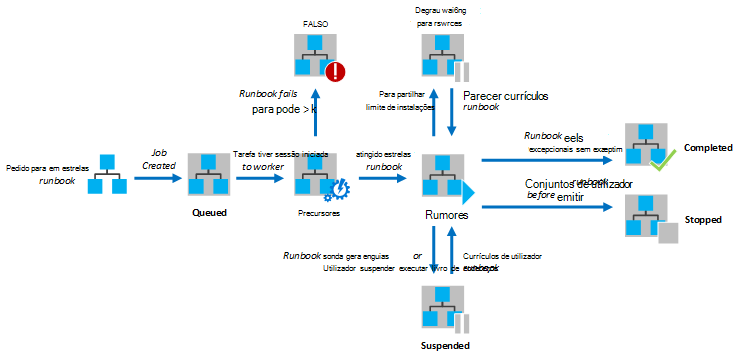 FALSO
Degrau wai6ng
para rswrces
Runbook fails
para pode > k
Para partilhar
limite de instalações
Parecer currículos
runbook
Pedido para em estrelas
runbook
Job
Created
Tarefa tiver sessão iniciada
to worker
atingido estrelas
runbook
Runbook eels
excepcionais sem exeptim
Completed
Queued
Precursores
Rumores
Conjuntos de utilizador
runbook
before emitir
Stopped
Runbook sonda gera enguias or
Utilizador suspender executar livro de
Currículos de utilizador
runbook
Suspended